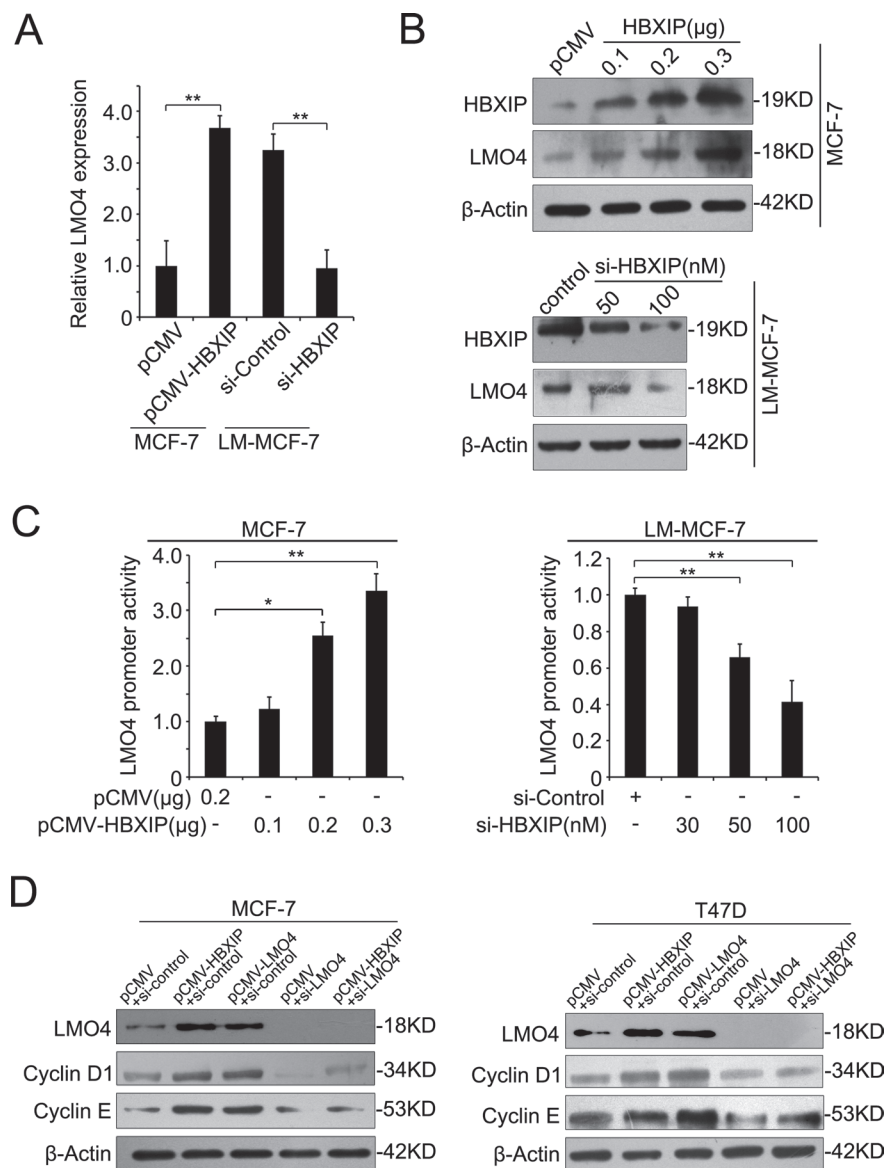 A
Relative LMO4 expression
4.0
3.0
2.0
1.0
0
**
**
pCMV
pCMV-HBXIP
si-Control
si-HBXIP
MCF-7
LM-MCF-7
B
pCMV
HBXIP(μg)
0.1
0.2
0.3
HBXIP
-19KD
LMO4
-18KD
β-Actin
-42KD
MCF-7
control
si-HBXIP(nM)
50
100
HBXIP
-19KD
LMO4
-18KD
β-Actin
-42KD
LM-MCF-7
C
MCF-7
LMO4 promoter activity
4.0
3.0
2.0
1.0
0
**
*
pCMV(μg) 0.2 - - -
pCMV-HBXIP(μg) - 0.1 0.2 0.3
LM-MCF-7
LMO4 promoter activity
1.2
1.0
0.8
0.6
0.4
0.2
0
**
**
si-Control + - - -
si-HBXIP(nM) - 30 50 100
D
MCF-7
pCMV
+si-control
pCMV-HBXIP
+si-control
pCMV-LMO4
+si-control
pCMV
+si-LMO4
pCMV-HBXIP
+si-LMO4
LMO4
-18KD
Cyclin D1
-34KD
Cyclin E
-53KD
β-Actin
-42KD
T47D
pCMV
+si-control
pCMV-HBXIP
+si-control
pCMV-LMO4
+si-control
pCMV
+si-LMO4
pCMV-HBXIP
+si-LMO4
LMO4
-18KD
Cyclin D1
-34KD
Cyclin E
-53KD
β-Actin
-42KD